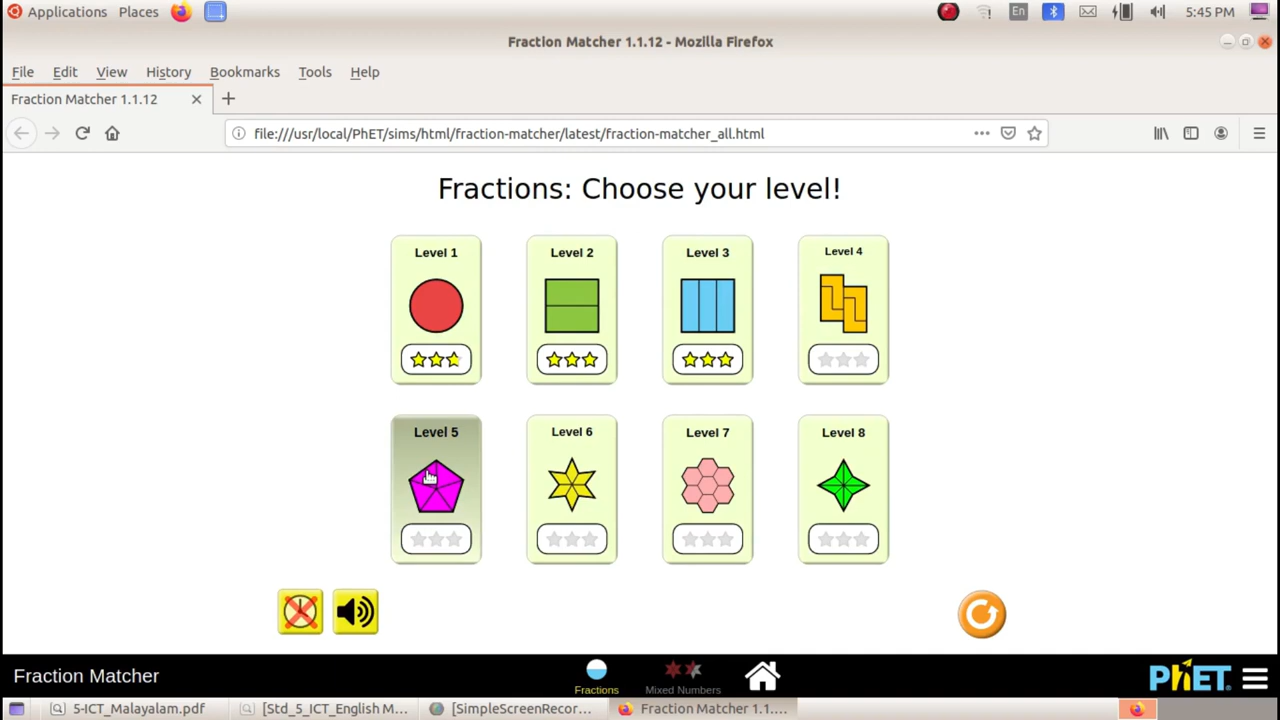 Applications Places En 5:45 PM
Fraction Matcher 1.1.12 - Mozilla Firefox
File Edit View History Bookmarks Tools Help
Fraction Matcher 1.1.12
file:///usr/local/PhET/sims/html/fraction-matcher/latest/fraction-matcher_all.html
Fractions: Choose your level!
Level 1 Level 2 Level 3 Level 4
Level 5 Level 6 Level 7 Level 8
Fraction Matcher Fractions Mixed Numbers PhET
5-ICT_Malayalam.pdf [Std_5_ICT_English M... [SimpleScreenRecor... Fraction Matcher 1.1....